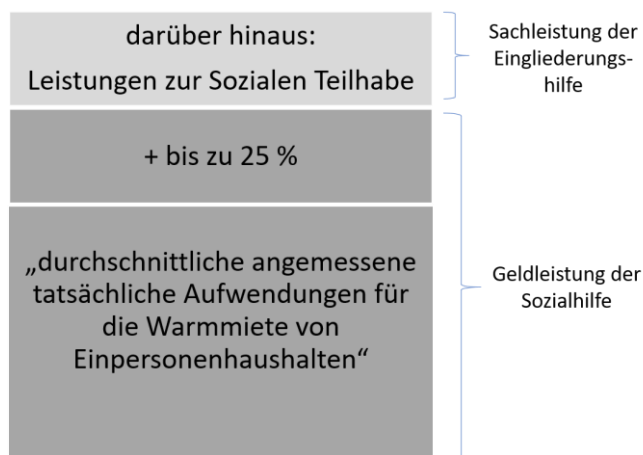 darüber hinaus:
Leistungen zur Sozialen Teilhabe
+ bis zu 25 %
„durchschnittliche angemessene
tatsächliche Aufwendungen für
die Warmmiete von
Einpersonenhaushalten“
Sachleistung der
Eingliederungs-
hilfe
Geldleistung der
Sozialhilfe